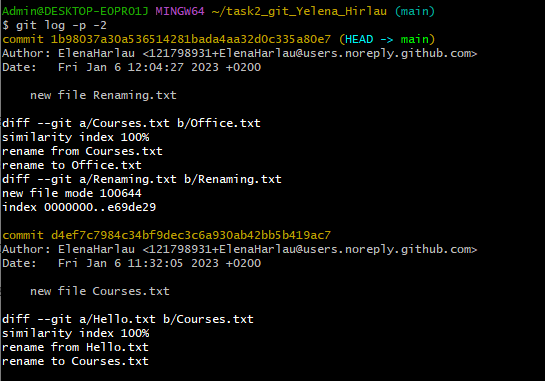 Admin@DESKTOP-EOPRO1J MINGW64 ~/task2_git_Yelena_Hirlau (main)
$ git log -p -2
commit 1b98037a30a536514281bada4aa32d0c335a80e7 (HEAD -> main)
Author: ElenaHarlau <121798931+ElenaHarlau@users.noreply.github.com>
Date:   Fri Jan 6 12:04:27 2023 +0200
    new file Renaming.txt
diff --git a/Courses.txt b/Office.txt
similarity index 100%
rename from Courses.txt
rename to Office.txt
diff --git a/Renaming.txt b/Renaming.txt
new file mode 100644
index 0000000..e69de29
commit d4ef7c7984c34bf9dec3c6a930ab42bb5b419ac7
Author: ElenaHarlau <121798931+ElenaHarlau@users.noreply.github.com>
Date:   Fri Jan 6 11:32:05 2023 +0200
    new file Courses.txt
diff --git a/Hello.txt b/Courses.txt
similarity index 100%
rename from Hello.txt
rename to Courses.txt